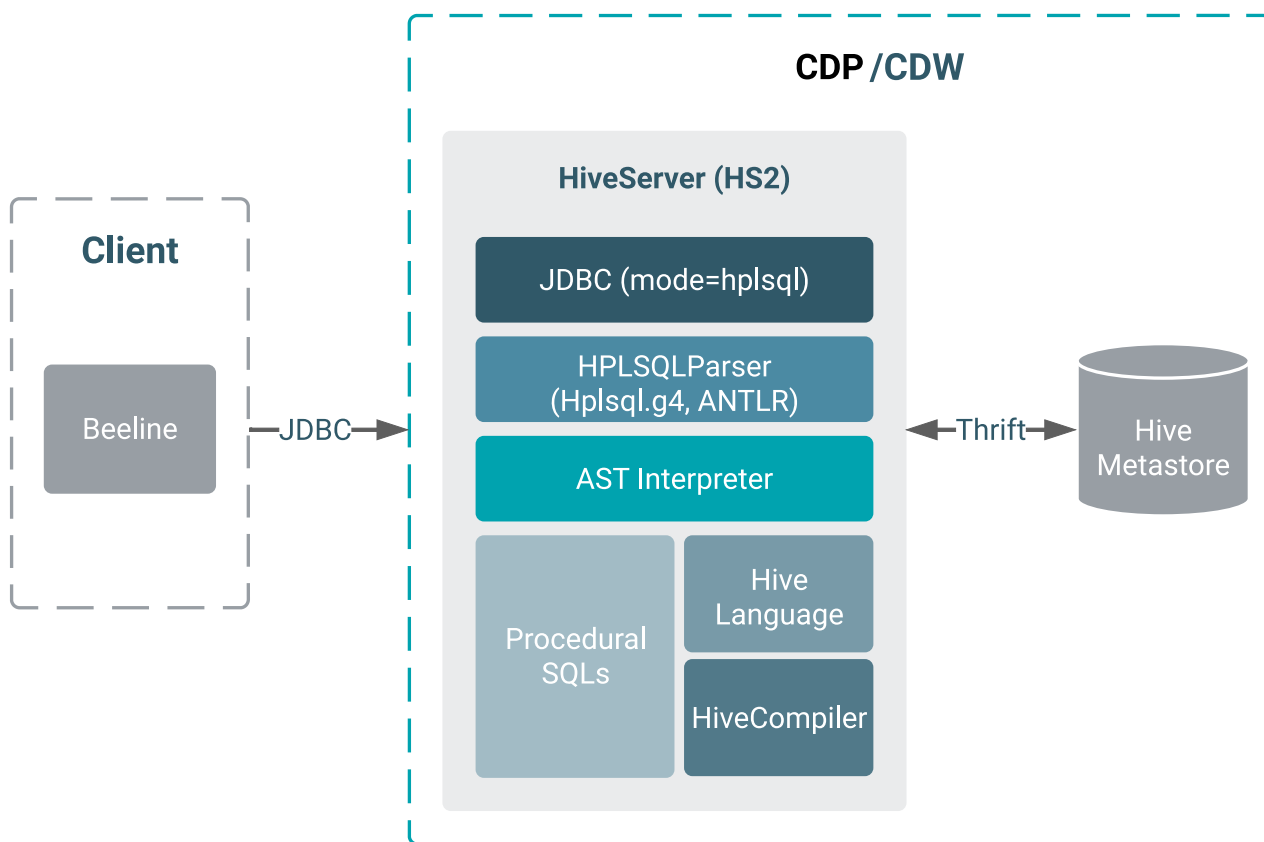 CDP /CDW
HiveServer (HS2)
Client
JDBC (mode=hplsql)
HPLSQLParser
(Hplsql.g4, ANTLR)
Beeline
JDBC
Thrift
Hive
Metastore
AST Interpreter
Procedural
SQLs
Hive
Language
HiveCompiler